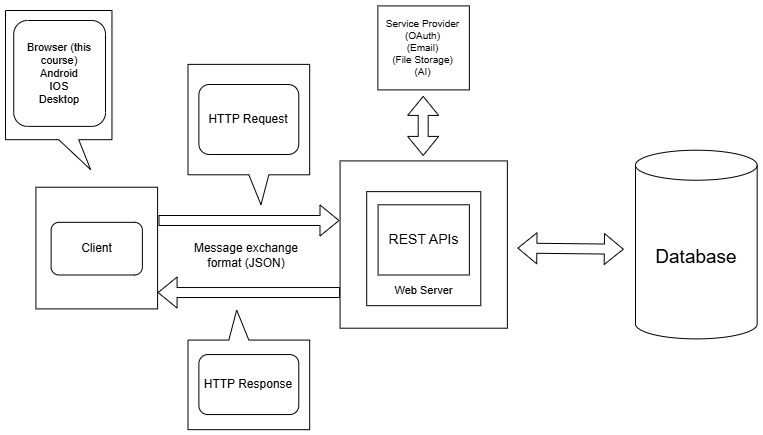 Browser (this
course)
Android
IOS
Desktop
Service Provider
(OAuth)
(Email)
(File Storage)
(AI)
HTTP Request
Client
Message exchange
format (JSON)
REST APIs
Web Server
Database
HTTP Response